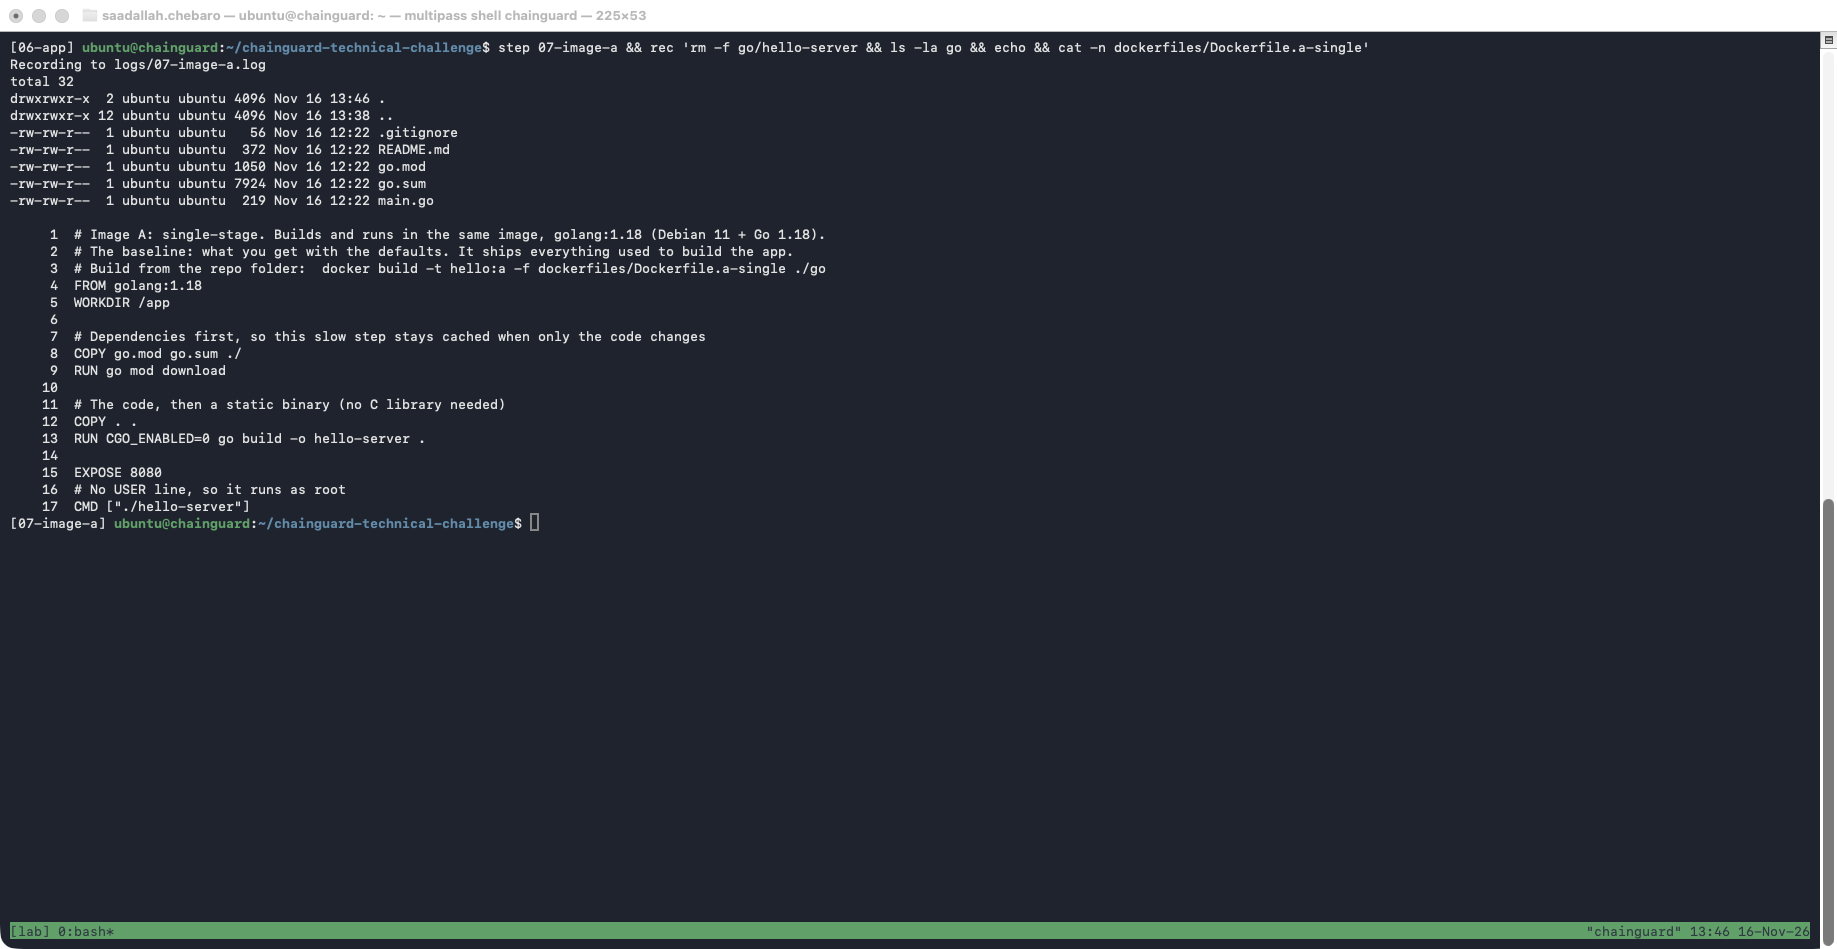 saadallah.chebaro — ubuntu@chainguard: ~ — multipass shell chainguard — 225×53
[06-app] ubuntu@chainguard:~/chainguard-technical-challenge$ step 07-image-a && rec 'rm -f go/hello-server && ls -la go && echo && cat -n dockerfiles/Dockerfile.a-single'
Recording to logs/07-image-a.log
total 32
drwxrwxr-x  2 ubuntu ubuntu 4096 Nov 16 13:46 .
drwxrwxr-x 12 ubuntu ubuntu 4096 Nov 16 13:38 ..
-rw-rw-r--  1 ubuntu ubuntu   56 Nov 16 12:22 .gitignore
-rw-rw-r--  1 ubuntu ubuntu  372 Nov 16 12:22 README.md
-rw-rw-r--  1 ubuntu ubuntu 1050 Nov 16 12:22 go.mod
-rw-rw-r--  1 ubuntu ubuntu 7924 Nov 16 12:22 go.sum
-rw-rw-r--  1 ubuntu ubuntu  219 Nov 16 12:22 main.go
     1  # Image A: single-stage. Builds and runs in the same image, golang:1.18 (Debian 11 + Go 1.18).
     2  # The baseline: what you get with the defaults. It ships everything used to build the app.
     3  # Build from the repo folder:  docker build -t hello:a -f dockerfiles/Dockerfile.a-single ./go
     4  FROM golang:1.18
     5  WORKDIR /app
     6
     7  # Dependencies first, so this slow step stays cached when only the code changes
     8  COPY go.mod go.sum ./
     9  RUN go mod download
    10
    11  # The code, then a static binary (no C library needed)
    12  COPY . .
    13  RUN CGO_ENABLED=0 go build -o hello-server .
    14
    15  EXPOSE 8080
    16  # No USER line, so it runs as root
    17  CMD ["./hello-server"]
[07-image-a] ubuntu@chainguard:~/chainguard-technical-challenge$
[lab] 0:bash* "chainguard" 13:46 16-Nov-26